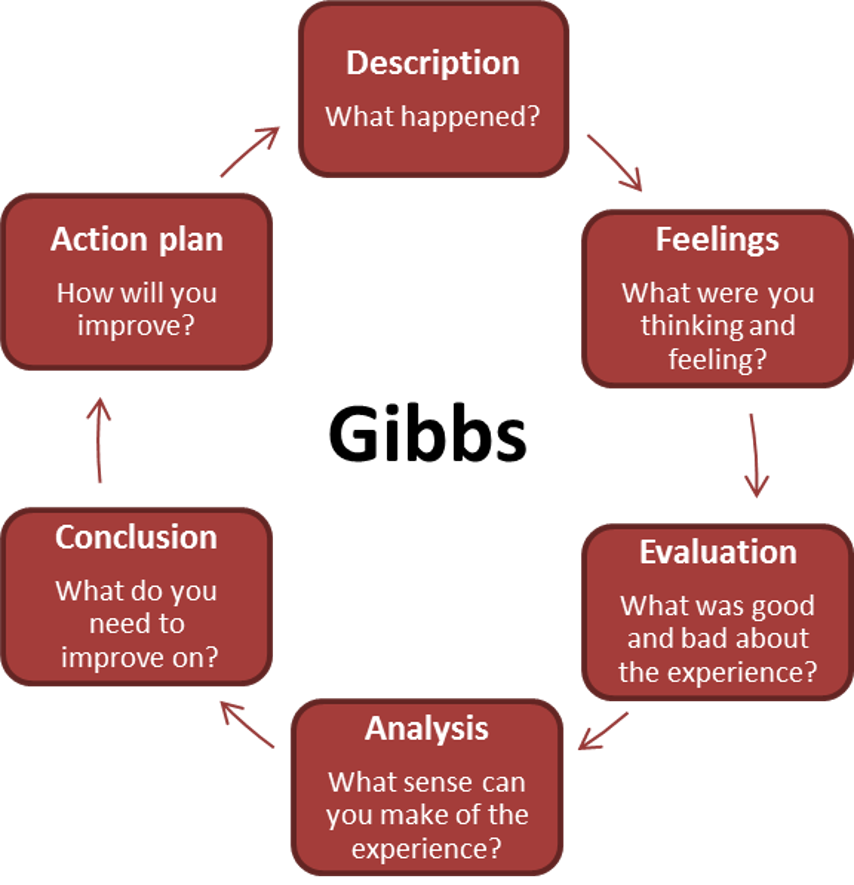 Description
What happened?
Feelings
What were you
thinking and
feeling?
Evaluation
What was good
and bad about
the experience?
Analysis
What sense can
you make of the
experience?
Conclusion
What do you
need to
improve on?
Action plan
How will you
improve?
Gibbs